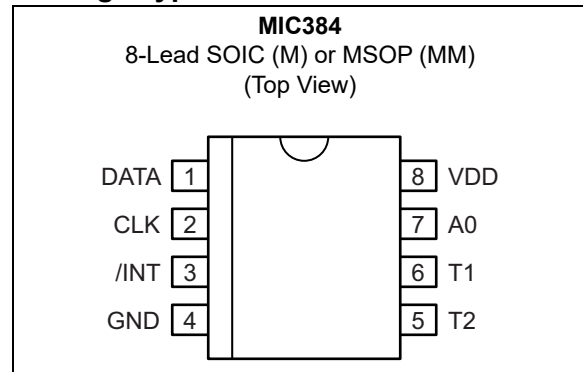 MIC384
8-Lead SOIC (M) or MSOP (MM)
(Top View)
DATA 1 8 VDD
CLK 2 7 A0
/INT 3 6 T1
GND 4 5 T2